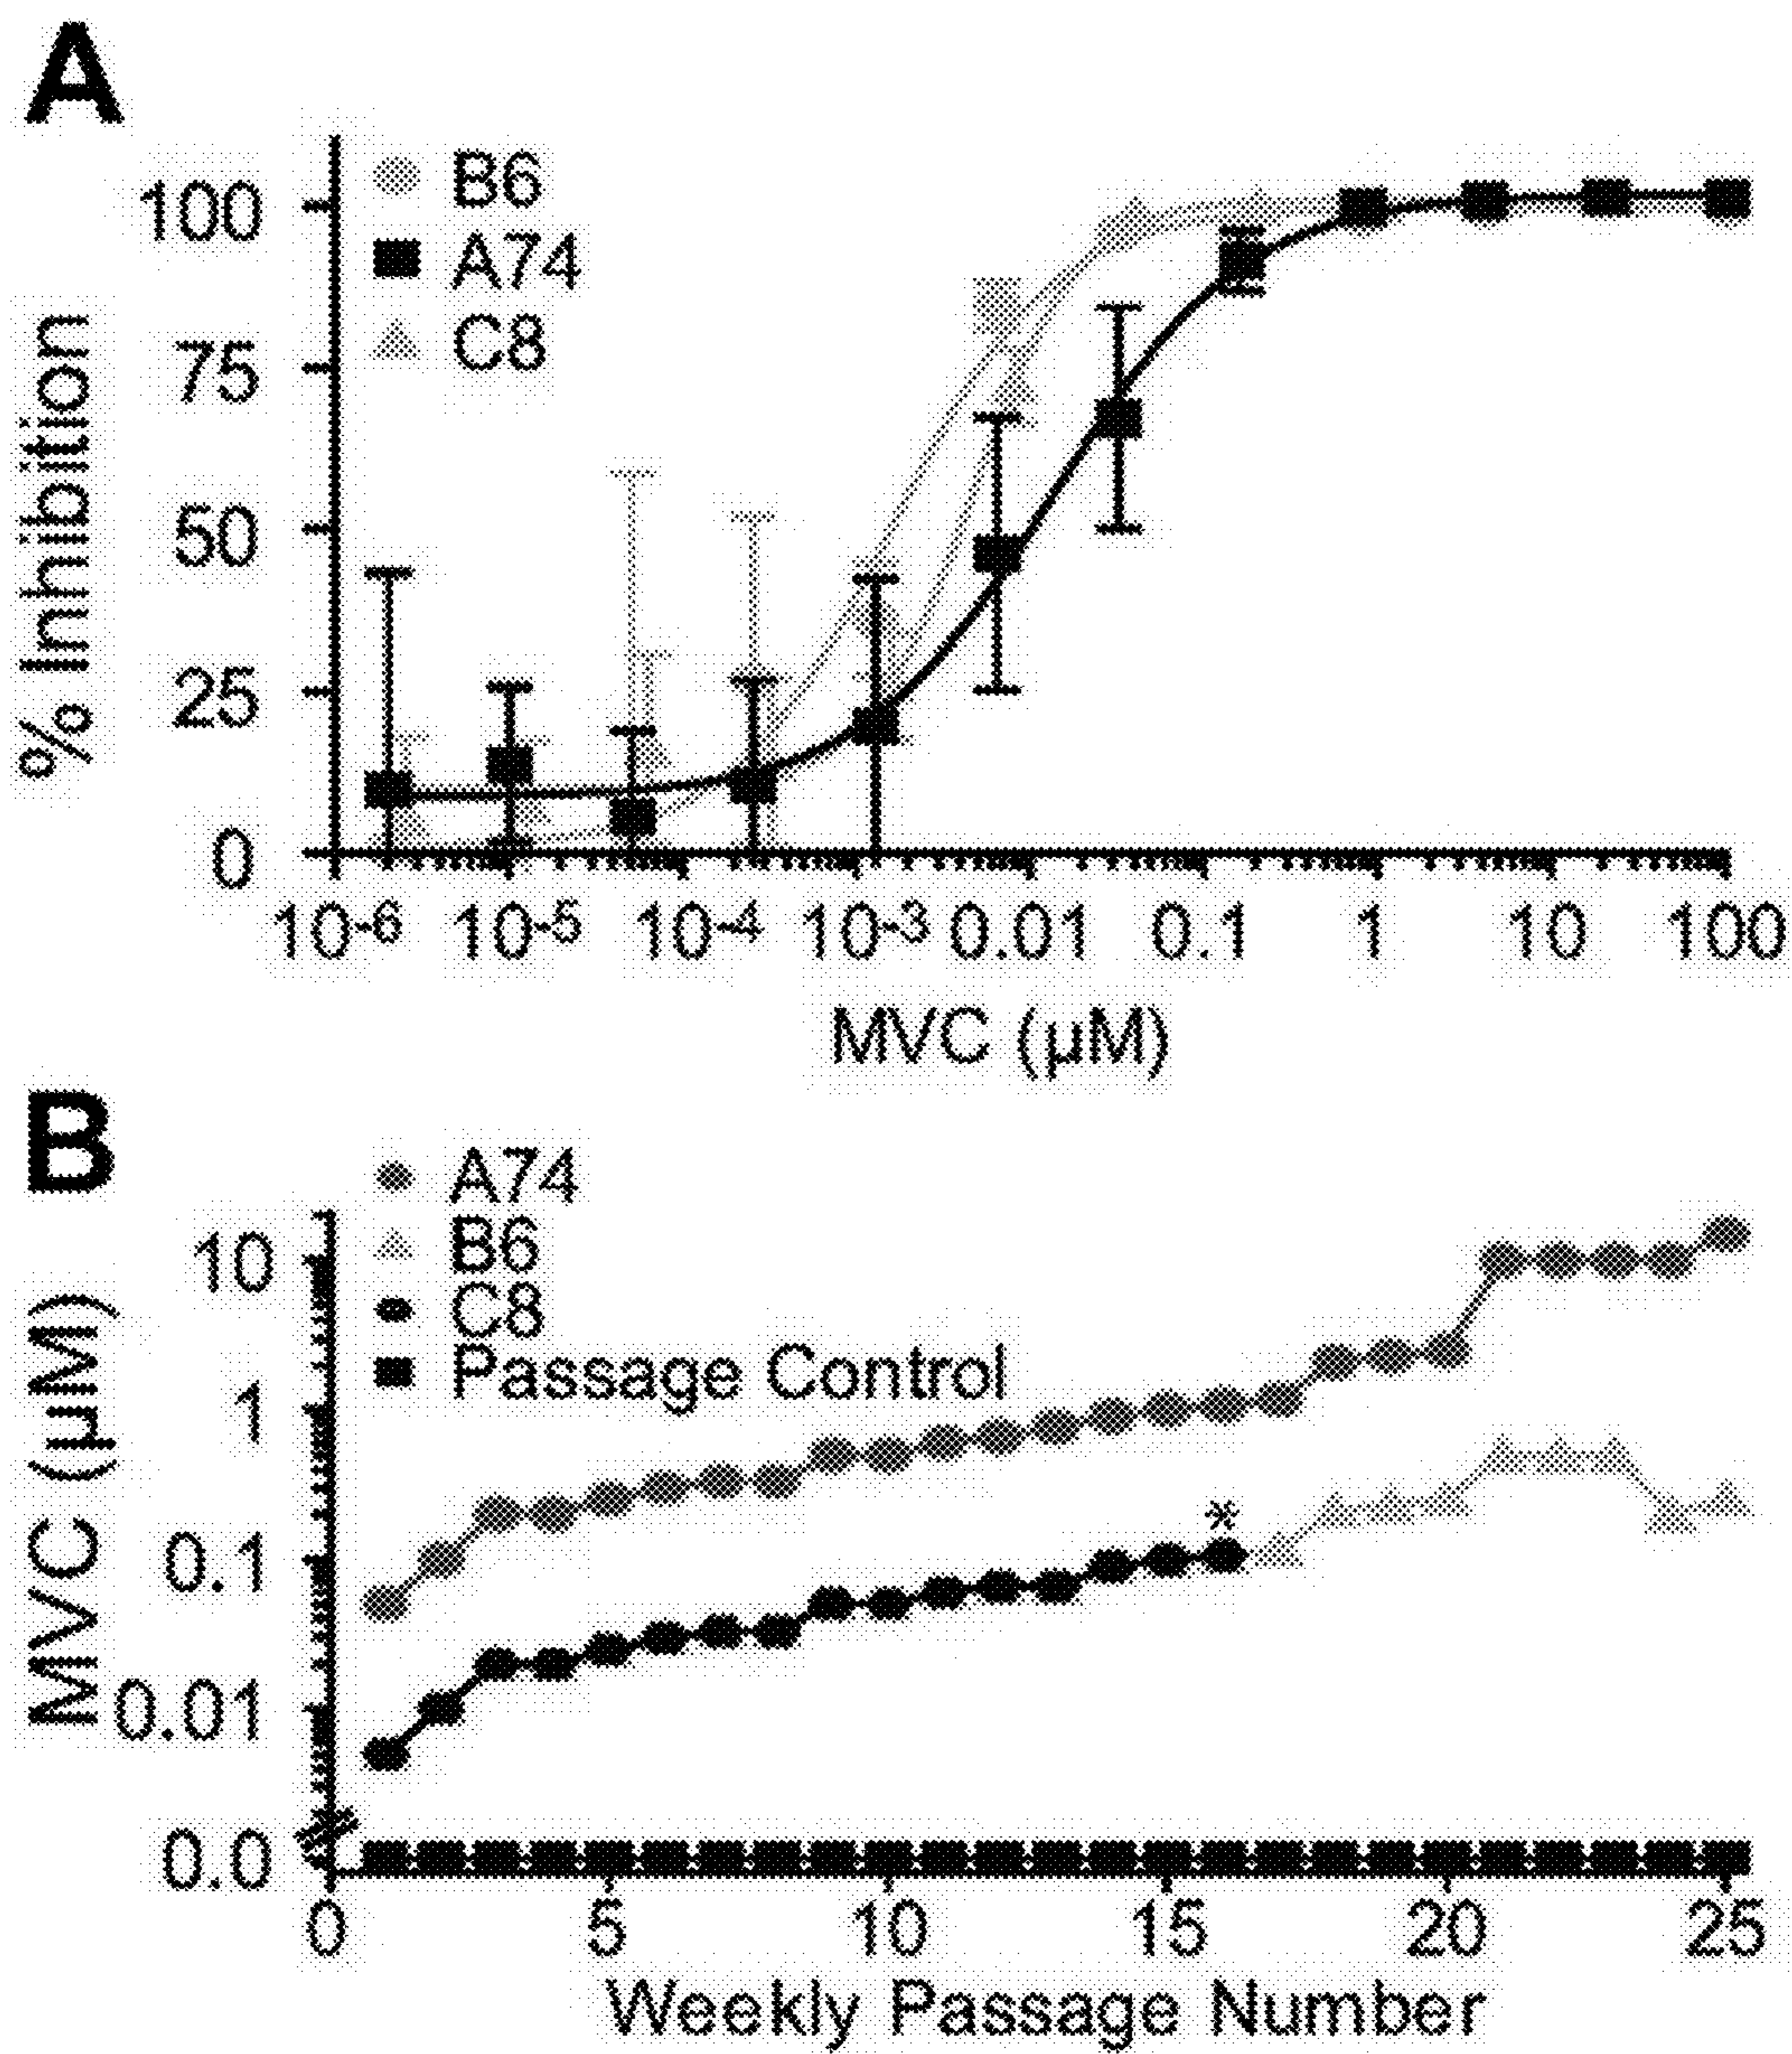 A
B6
A74
C8
100
75
50
25
0
% Inhibition
10-6 10-5 10-4 10-3 0.01 0.1 1 10 100
MVC (µM)
B
A74
B6
C8
Passage Control
10
1
0.1
0.01
0.0
MVC (µM)
*
0 5 10 15 20 25
Weekly Passage Number